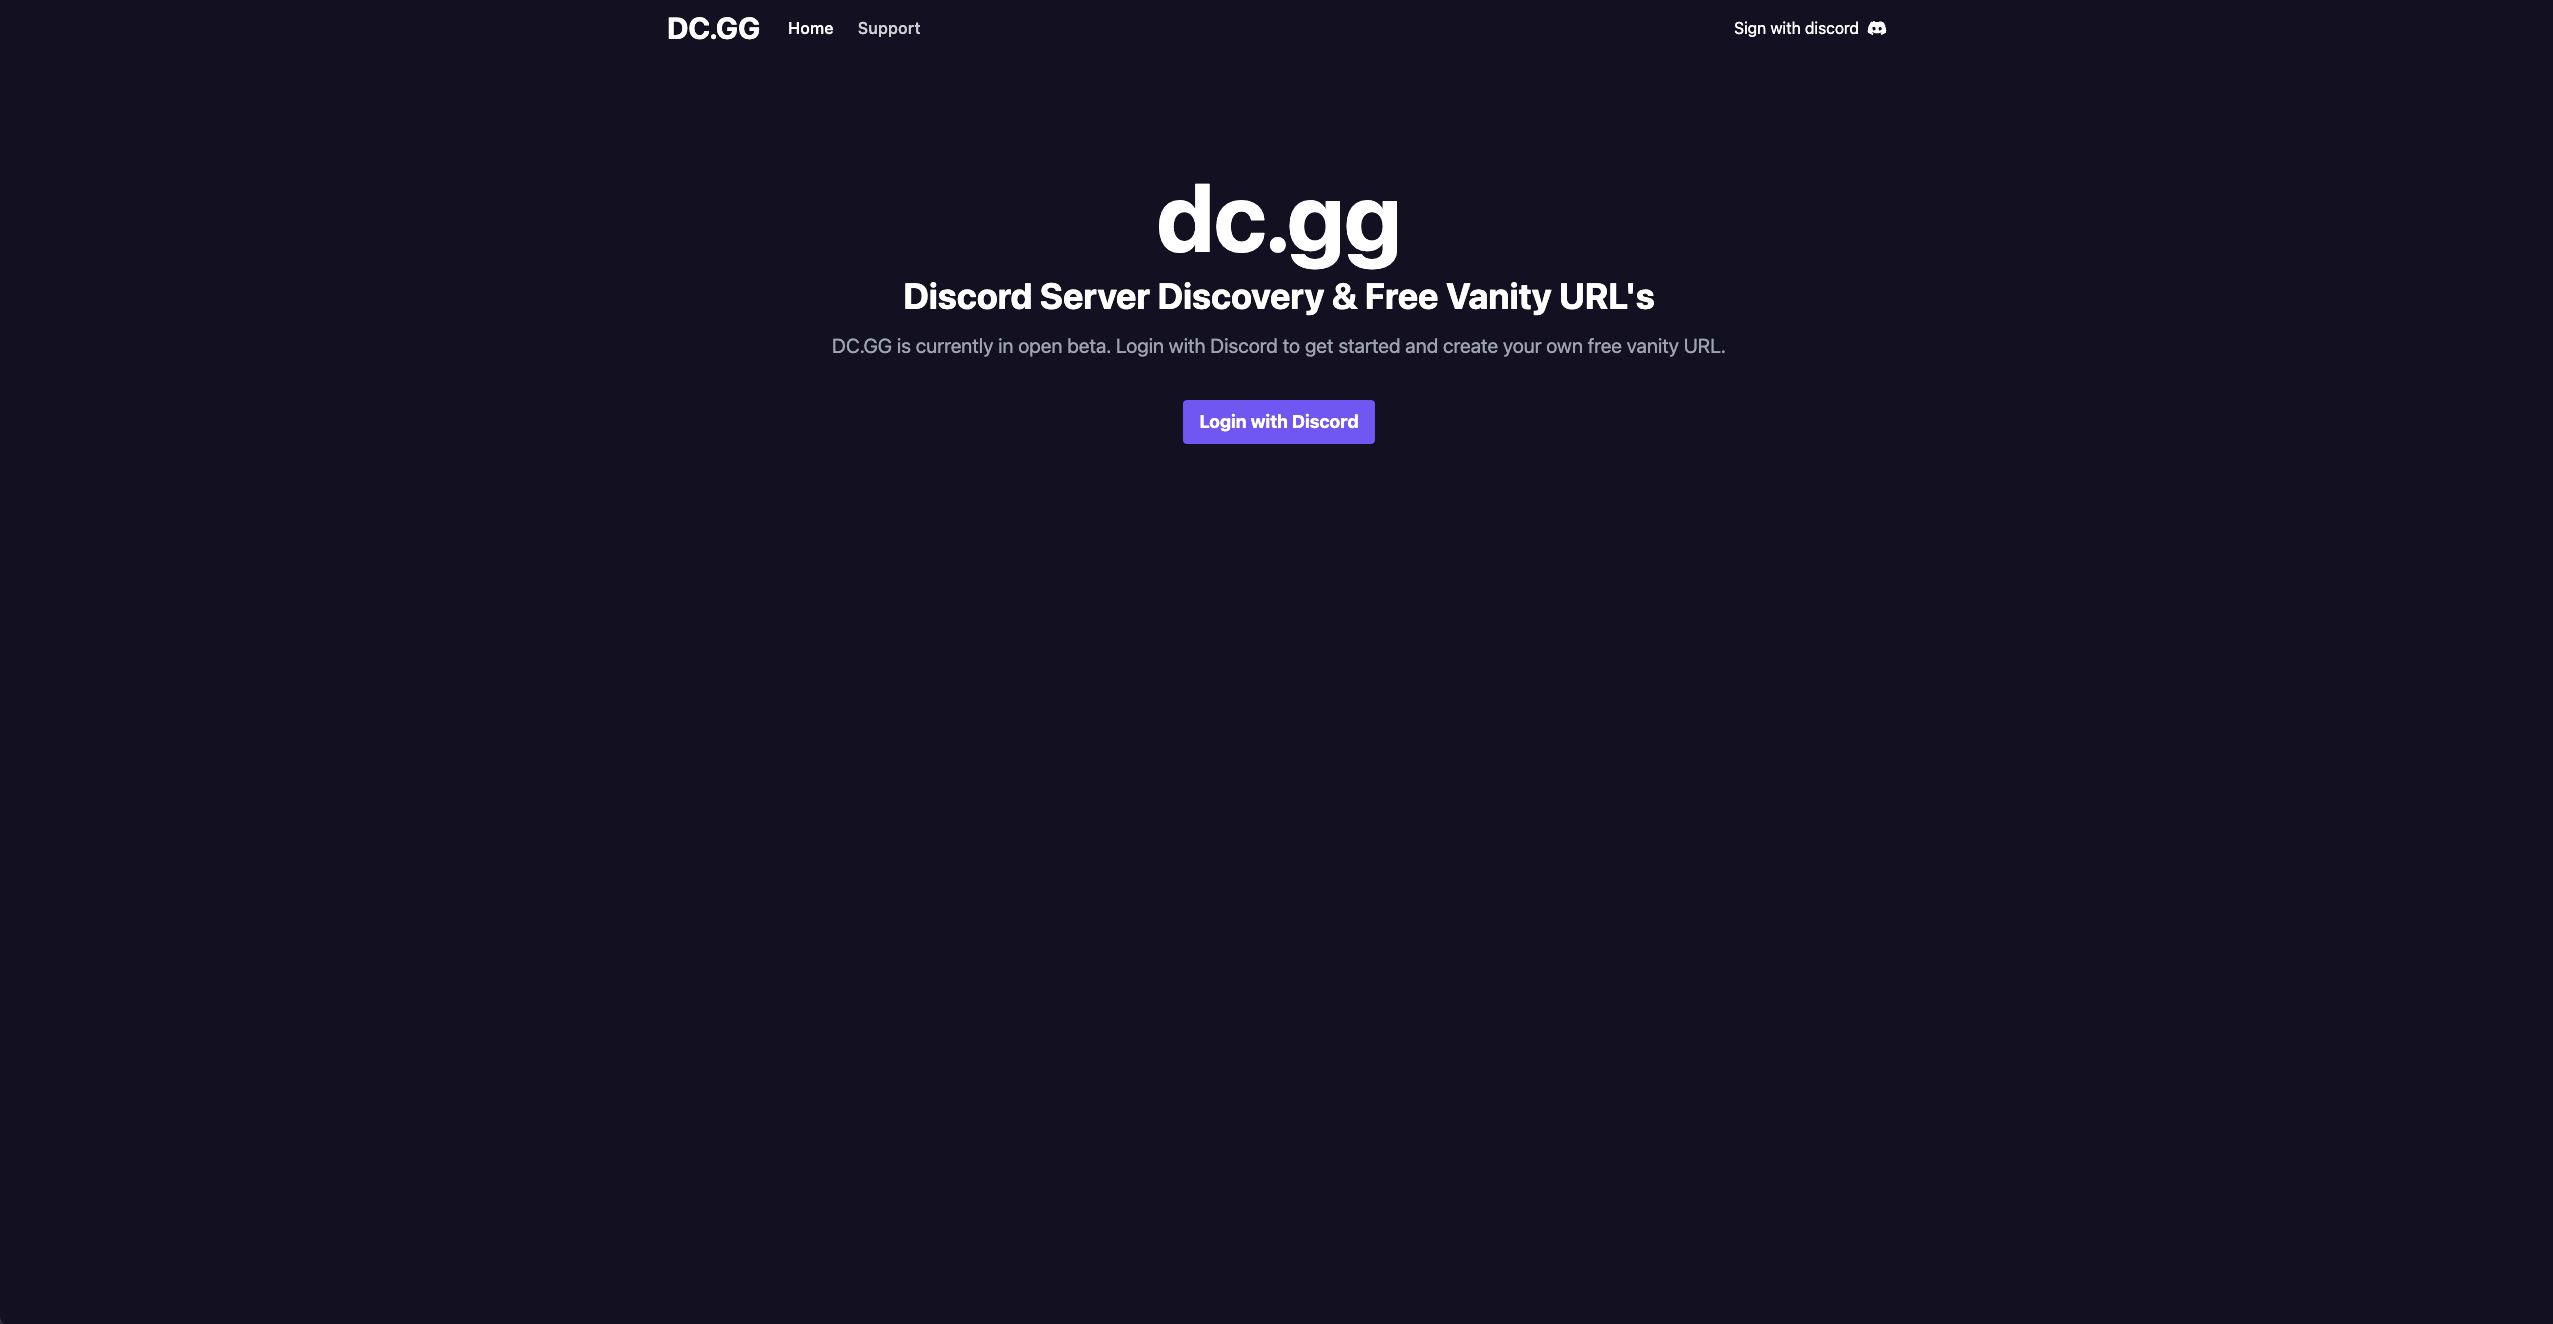 DC.GG Home Support Sign with discord
dc.gg
Discord Server Discovery & Free Vanity URL's
DC.GG is currently in open beta. Login with Discord to get started and create your own free vanity URL.
Login with Discord